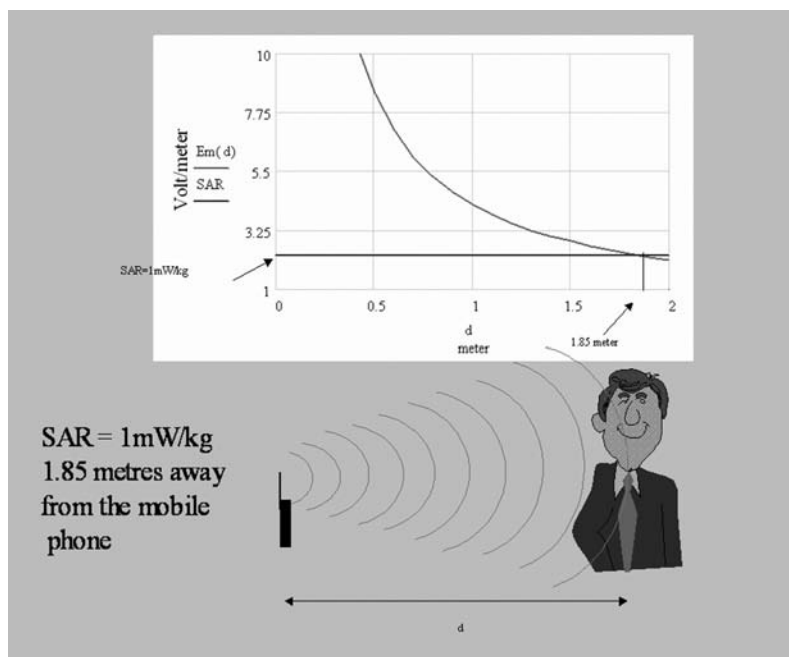 10
7.75
Volt/meter
Em( d)
5.5
SAR
3.25
SAR=1mW/kg
1
0
0.5
1
1.5
2
d
meter
1.85 meter
SAR = 1mW/kg
1.85 metres away
from the mobile
phone
d